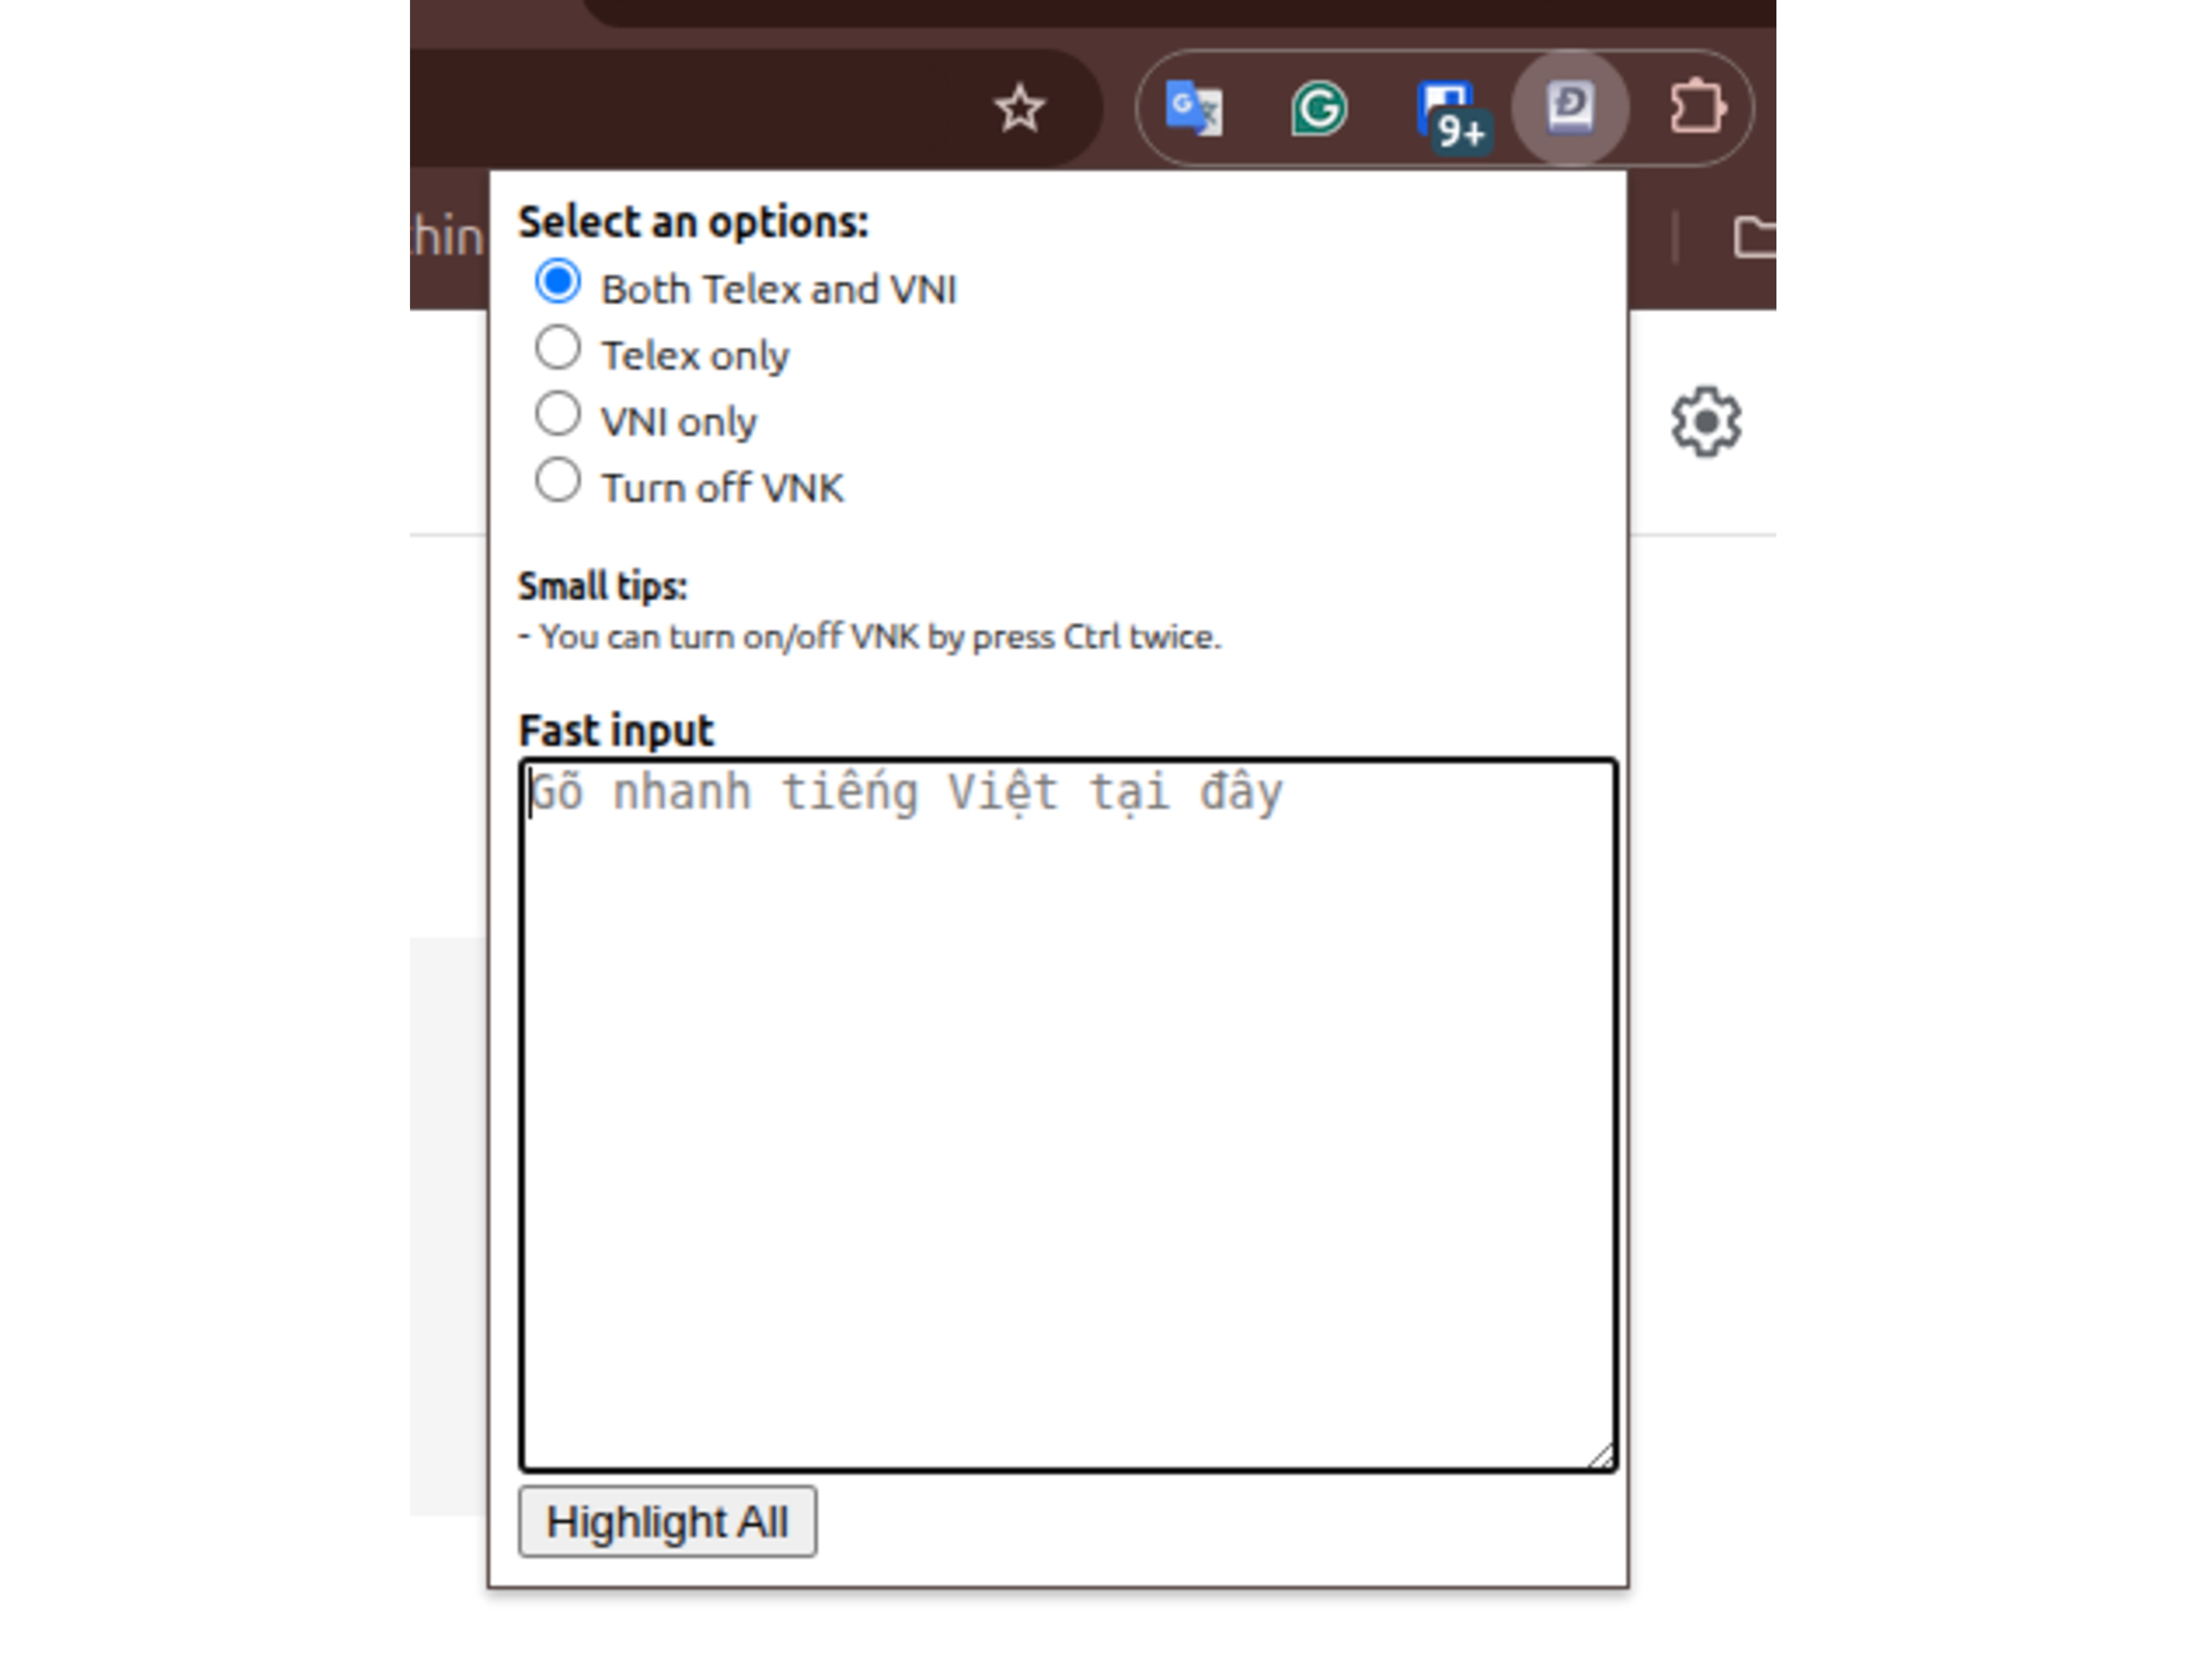 9+
hin
Select an options:
Both Telex and VNI
Telex only
VNI only
Turn off VNK
Small tips:
- You can turn on/off VNK by press Ctrl twice.
Fast input
Gõ nhanh tiếng Việt tại đây
Highlight All